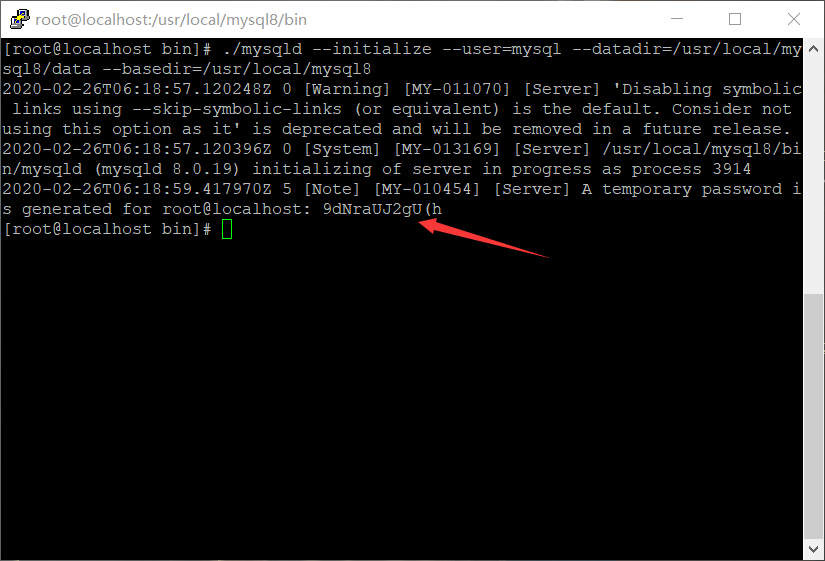 root@localhost:/usr/local/mysql8/bin
[root@localhost bin]# ./mysqld --initialize --user=mysql --datadir=/usr/local/my
sql8/data --basedir=/usr/local/mysql8
2020-02-26T06:18:57.120248Z 0 [Warning] [MY-011070] [Server] 'Disabling symbolic
 links using --skip-symbolic-links (or equivalent) is the default. Consider not
using this option as it' is deprecated and will be removed in a future release.
2020-02-26T06:18:57.120396Z 0 [System] [MY-013169] [Server] /usr/local/mysql8/bi
n/mysqld (mysqld 8.0.19) initializing of server in progress as process 3914
2020-02-26T06:18:59.417970Z 5 [Note] [MY-010454] [Server] A temporary password i
s generated for root@localhost: 9dNraUJ2gU(h
[root@localhost bin]#